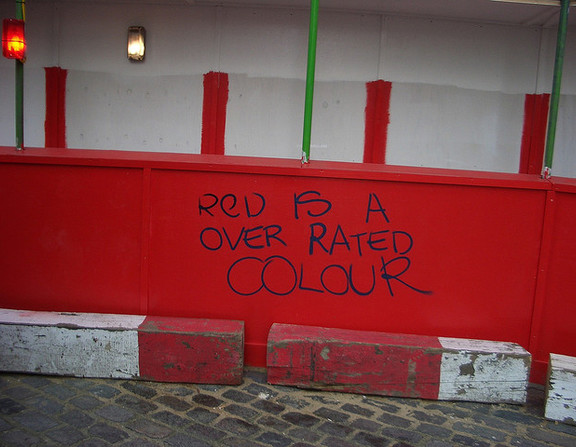 RED IS A
OVER RATED
COLOUR